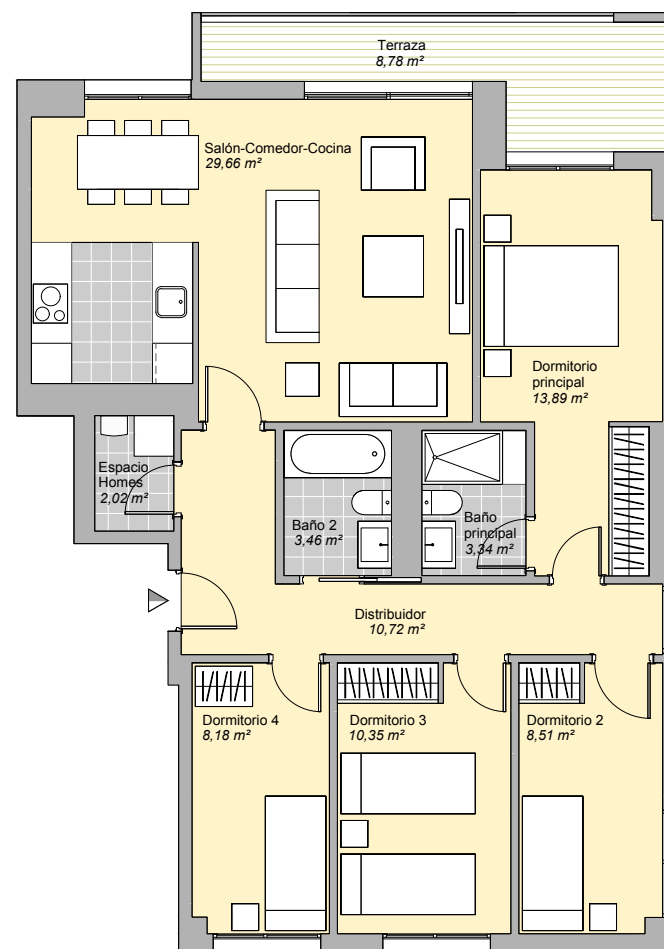 Terraza
8,78 m²
Salón-Comedor-Cocina
29,66 m²
Dormitorio
principal
13,89 m²
Espacio
Homes
2,02 m²
Baño 2
3,46 m²
Baño
principal
3,34 m²
Distribuidor
10,72 m²
Dormitorio 4
8,18 m²
Dormitorio 3
10,35 m²
Dormitorio 2
8,51 m²